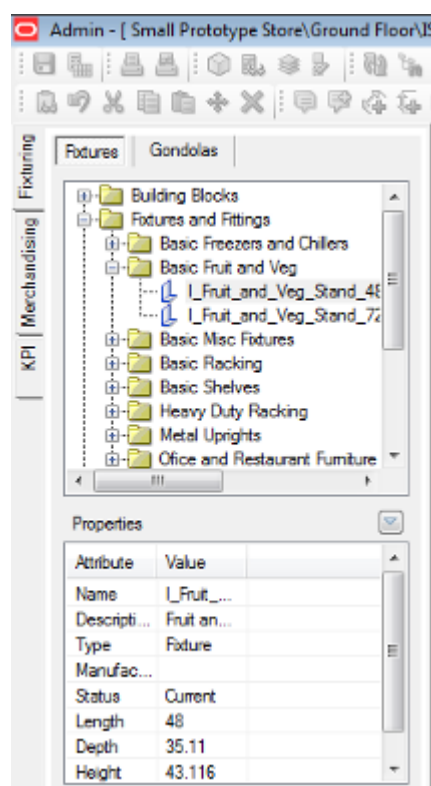 Admin - [ Small Prototype Store\Ground Floor\I
Fixturing
Merchandising
KPI
Fixtures Gondolas
Building Blocks
Fixtures and Fittings
Basic Freezers and Chillers
Basic Fruit and Veg
I_Fruit_and_Veg_Stand_48
I_Fruit_and_Veg_Stand_72
Basic Misc Fixtures
Basic Racking
Basic Shelves
Heavy Duty Racking
Metal Uprights
Ofice and Restaurant Furniture
Properties
Attribute Value
Name I_Fruit_...
Descripti... Fruit an...
Type Fixture
Manufac...
Status Current
Length 48
Depth 35.11
Height 43.116